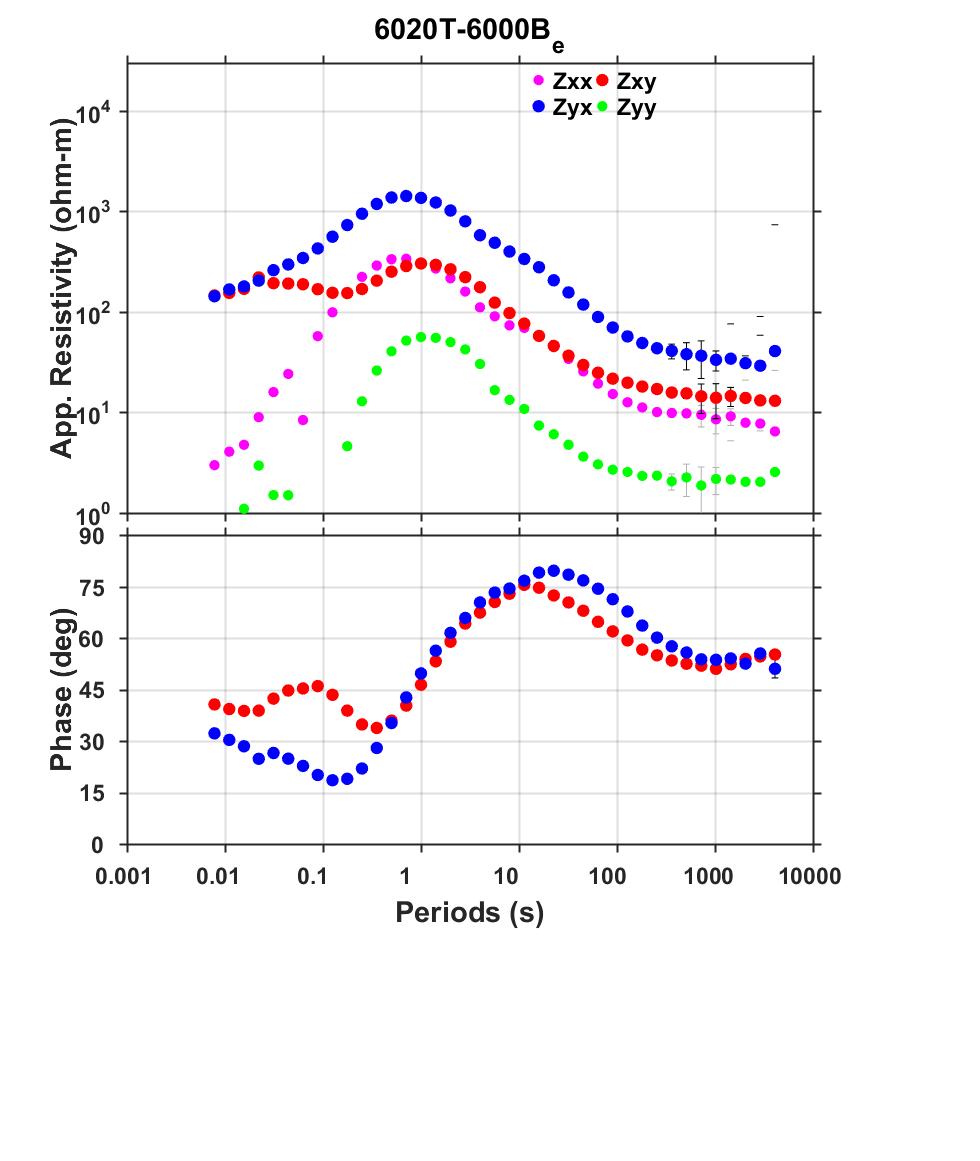 6020T-6000Be
Zxx Zxy
Zyx Zyy
App. Resistivity (ohm-m)
10^4
10^3
10^2
10^1
10^0
Phase (deg)
90
75
60
45
30
15
0
0.001 0.01 0.1 1 10 100 1000 10000
Periods (s)